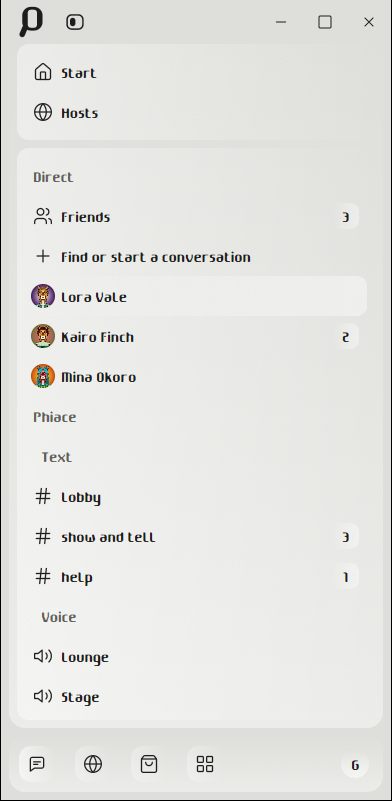 Start
Hosts
Direct
Friends 3
Find or start a conversation
Lora Vale
Kairo Finch 2
Mina Okoro
Phiace
Text
lobby
show and tell 3
help 1
Voice
Lounge
Stage
6